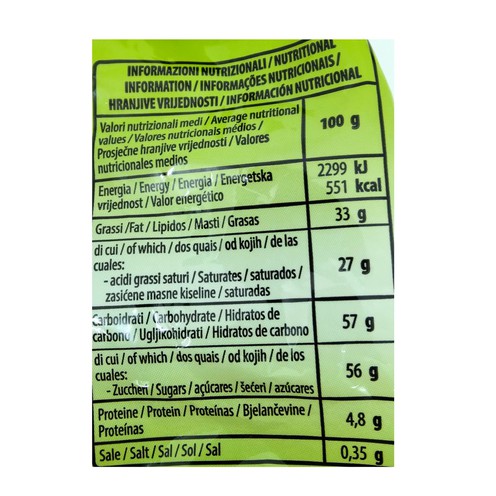 INFORMAZIONI NUTRIZIONALI / NUTRITIONAL
INFORMATION / INFORMAÇÕES NUTRICIONAIS /
HRANJIVE VRIJEDNOSTI / INFORMACIÓN NUTRICIONAL
Valori nutrizionali medi / Average nutritional
values / Valores nutricionais médios /
Prosječne hranjive vrijednosti / Valores
nutricionales medios
100 g
Energia / Energy / Energia / Energetska
vrijednost / Valor energético
2299 kJ
551 kcal
Grassi /Fat / Lípidos / Masti / Grasas
33 g
di cui / of which / dos quais / od kojih / de las
cuales:
- acidi grassi saturi / Saturates / saturados /
zasićene masne kiseline / saturadas
27 g
Carboidrati / Carbohydrate / Hidratos de
carbono / Ugljikohidrati / Hidratos de carbono
57 g
di cui / of which / dos quais / od kojih / de los
cuales:
- Zuccheri / Sugars / açúcares / šećeri / azúcares
56 g
Proteine / Protein / Proteínas / Bjelančevine /
Proteínas
4,8 g
Sale / Salt / Sal / Sol / Sal
0,35 g